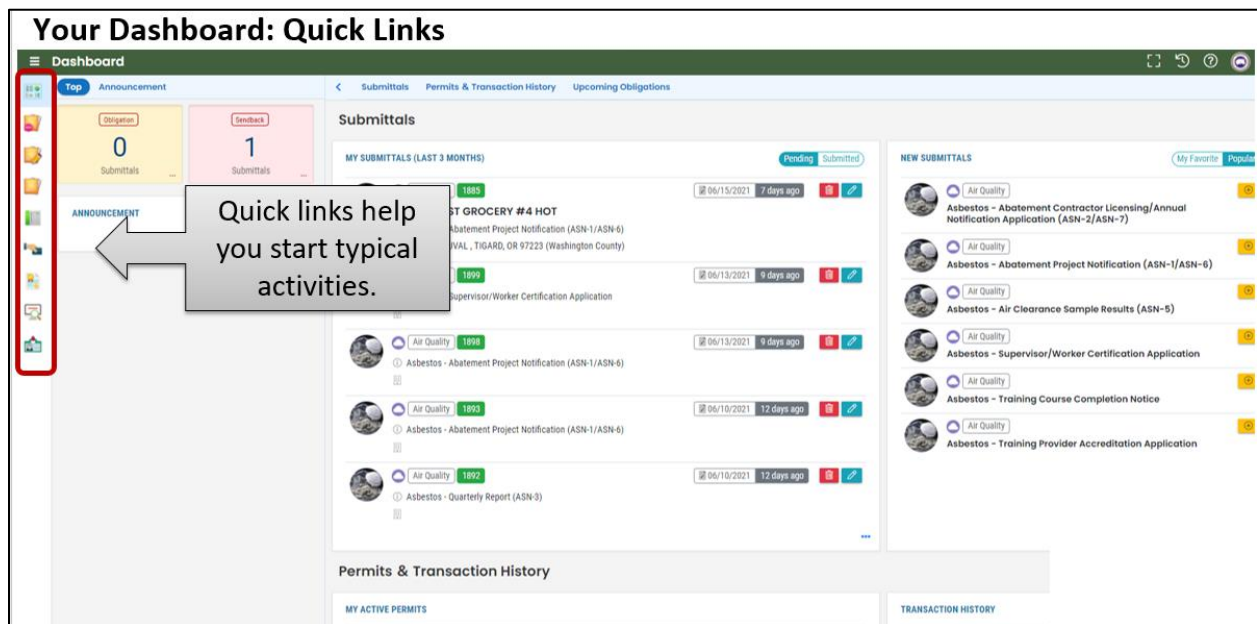 Your Dashboard: Quick Links
Dashboard
Top Announcement
Submittals Permits & Transaction History Upcoming Obligations
Obligation
0
Submittals
Sendback
1
Submittals
ANNOUNCEMENT
Quick links help
you start typical
activities.
Submittals
MY SUBMITTALS (LAST 3 MONTHS) Pending Submitted
1885 06/15/2021 7 days ago
ST GROCERY #4 HOT
Abatement Project Notification (ASN-1/ASN-6)
, TIGARD, OR 97223 (Washington County)
1899 06/13/2021 9 days ago
Supervisor/Worker Certification Application
Air Quality 1898 06/13/2021 9 days ago
Asbestos - Abatement Project Notification (ASN-1/ASN-6)
Air Quality 1893 06/10/2021 12 days ago
Asbestos - Abatement Project Notification (ASN-1/ASN-6)
Air Quality 1892 06/10/2021 12 days ago
Asbestos - Quarterly Report (ASN-3)
NEW SUBMITTALS My Favorite Popular
Air Quality
Asbestos - Abatement Contractor Licensing/Annual
Notification Application (ASN-2/ASN-7)
Air Quality
Asbestos - Abatement Project Notification (ASN-1/ASN-6)
Air Quality
Asbestos - Air Clearance Sample Results (ASN-5)
Air Quality
Asbestos - Supervisor/Worker Certification Application
Air Quality
Asbestos - Training Course Completion Notice
Air Quality
Asbestos - Training Provider Accreditation Application
Permits & Transaction History
MY ACTIVE PERMITS
TRANSACTION HISTORY